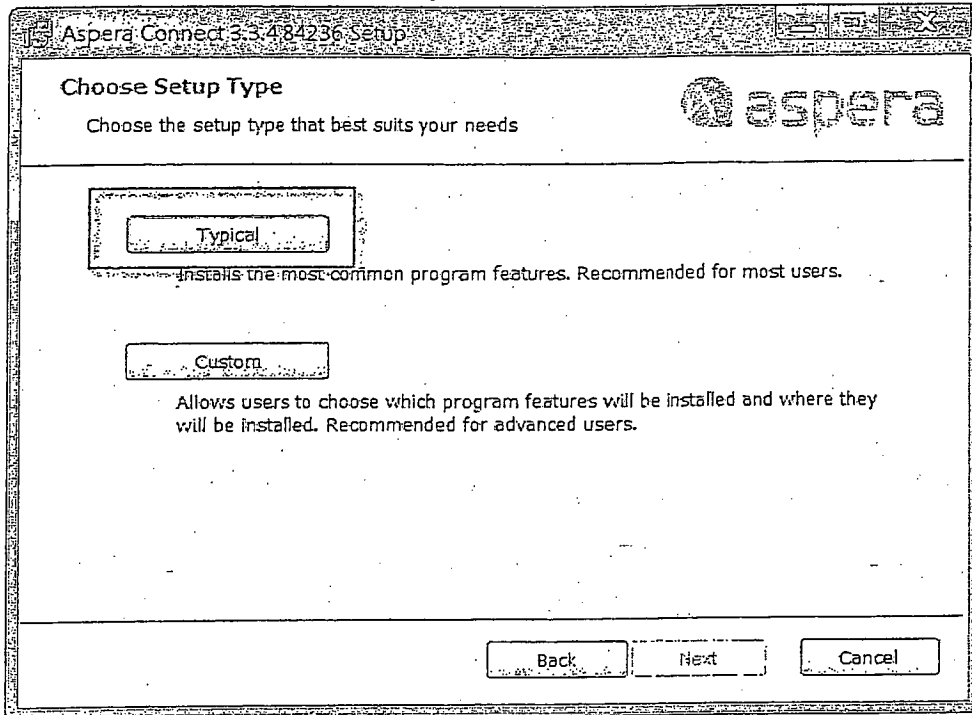 Aspera Connect 3.3.4.84236 Setup
Choose Setup Type
Choose the setup type that best suits your needs
aspera
Typical
Installs the most common program features. Recommended for most users.
Custom
Allows users to choose which program features will be installed and where they
will be installed. Recommended for advanced users.
Back
Next
Cancel